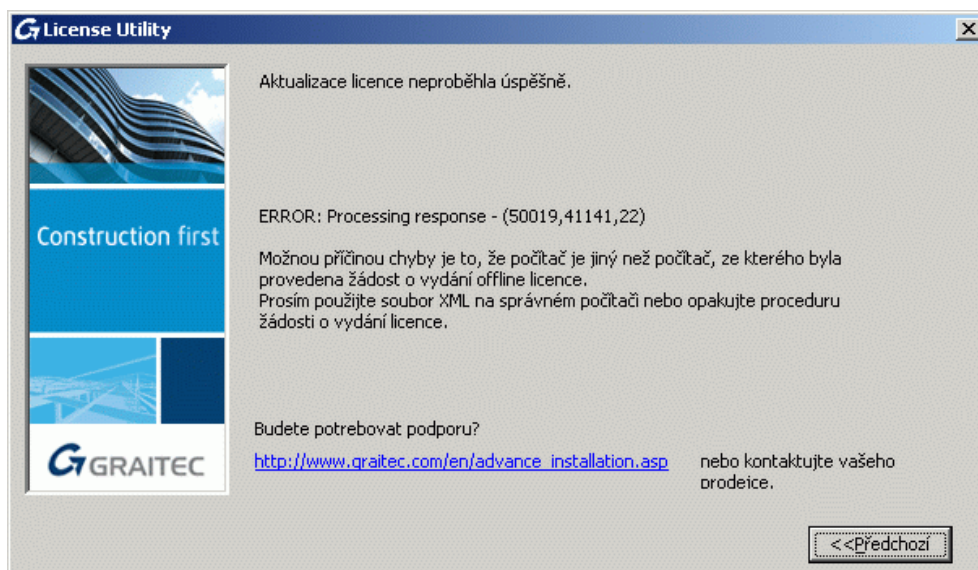 License Utility
Aktualizace licence neproběhla úspěšně.
ERROR: Processing response - (50019,41141,22)
Construction first
Možnou příčinou chyby je to, že počítač je jiný než počítač, ze kterého byla
provedena žádost o vydání offline licence.
Prosím použijte soubor XML na správném počítači nebo opakujte proceduru
žádosti o vydání licence.
Budete potrebovat podporu?
http://www.graitec.com/en/advance_installation.asp
nebo kontaktujte vašeho
prodejce.
GRAITEC
<<Předchozí